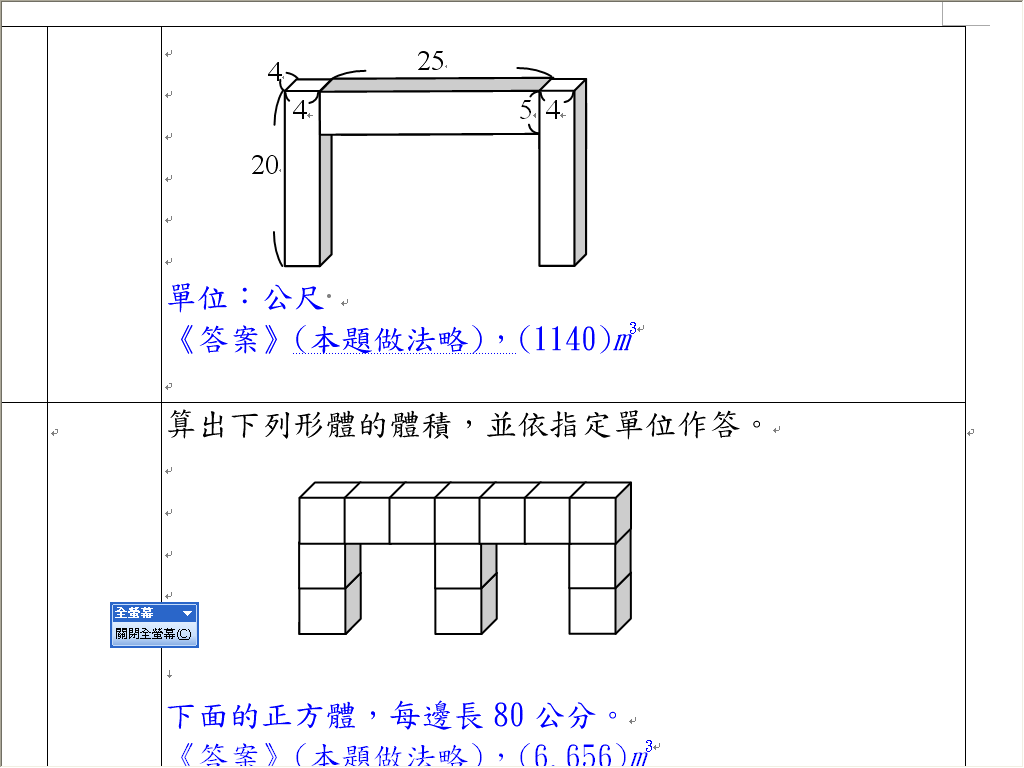 25
4
4
5
4
20
單位：公尺
《答案》(本題做法略)，(1140)m³
算出下列形體的體積，並依指定單位作答。
全螢幕
關閉全螢幕(C)
下面的正方體，每邊長 80 公分。
《答案》(本題做法略)，(6.656)m³